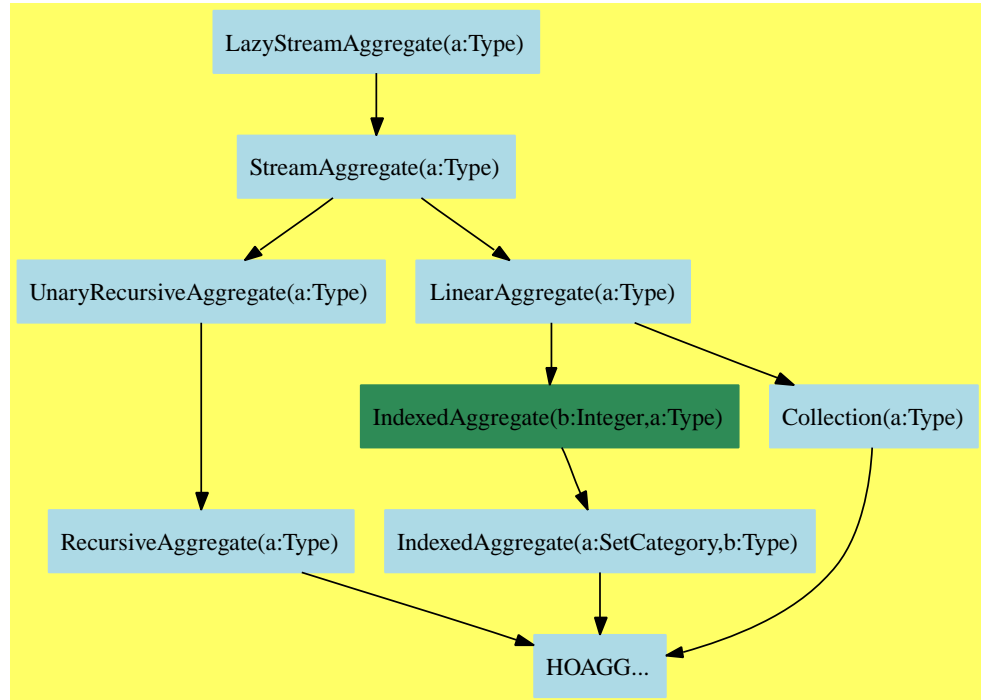 LazyStreamAggregate(a:Type)
StreamAggregate(a:Type)
UnaryRecursiveAggregate(a:Type)
LinearAggregate(a:Type)
IndexedAggregate(b:Integer,a:Type)
Collection(a:Type)
RecursiveAggregate(a:Type)
IndexedAggregate(a:SetCategory,b:Type)
HOAGG...